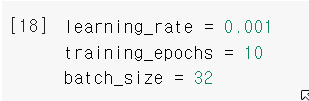 [18] learning_rate = 0.001
training_epochs = 10
batch_size = 32